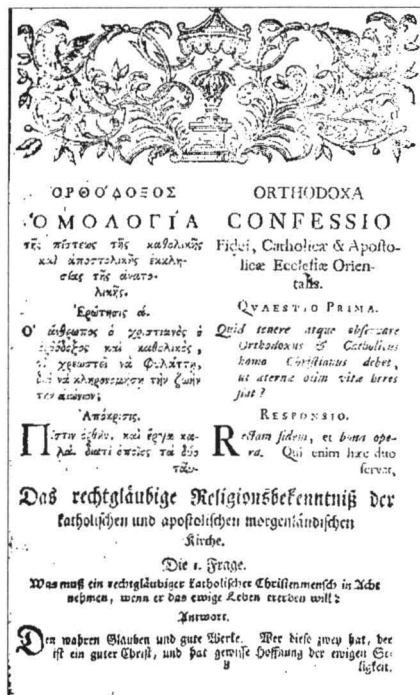 ΟΡΘΟΔΟΞΟΣ
ὉΜΟΛΟΓΙΑ
τῆς πίστεως τῆς καθολικῆς
καὶ ἀποστολικῆς ἐκκλη-
σίας τῆς ἀνατο-
λικῆς.
Ἐρώτησις ά.
Ὁ ἄνθρωπος ὁ χριστιανὸς ὁ
ὀρθόδοξος καὶ καθολικὸς,
τί χρεωστεῖ νὰ φυλάττῃ,
διὰ νὰ κληρονομήσῃ τὴν ζωὴν
τὴν αἰώνιον;
Ἀπόκρισις.
Πίστιν ὀρθὴν, καὶ ἔργα κα-
λά. διατὶ ὁποῖος τὰ δύο
ταῦ-
ORTHODOXA
CONFESSIO
Fidei, Catholicæ & Aposto-
licæ Ecclesiæ Orien-
talis.
QVAESTIO PRIMA.
Quid tenere atque observare
Orthodoxus & Catholicus
homo Christianus debet,
ut æternæ olim vitæ heres
fiat?
RESPONSIO.
Rectam fidem, et bona ope-
ra. Qui enim hæc duo
servat,
Das rechtgläubige Religionsbekenntniß der
katholischen und apostolischen morgenländischen
Kirche.
Die 1. Frage.
Was muß ein rechtgläubiger katholischer Christenmensch in Acht
nehmen, wenn er das ewige Leben ererben will?
Antwort.
Den wahren Glauben und gute Werke. Wer diese zwey hat, der
ist ein guter Christ, und hat gewisse Hoffnung der ewigen Se-
ligkeit.